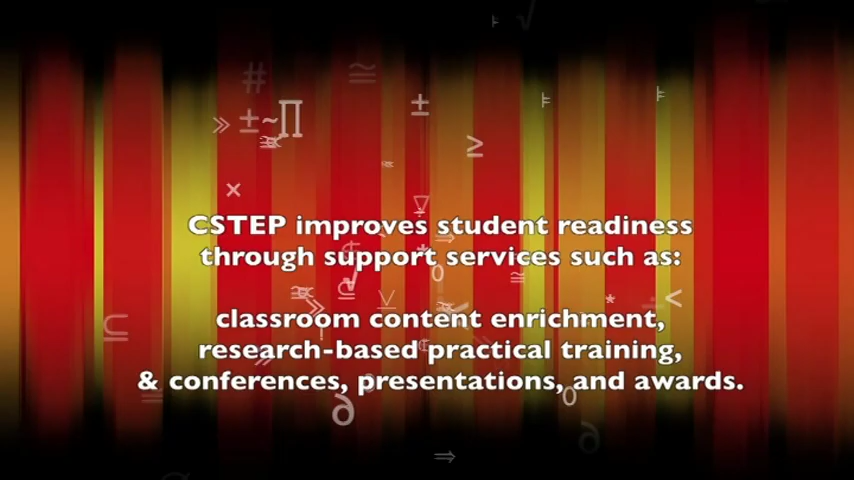 CSTEP improves student readiness
through support services such as:
classroom content enrichment,
research-based practical training,
& conferences, presentations, and awards.